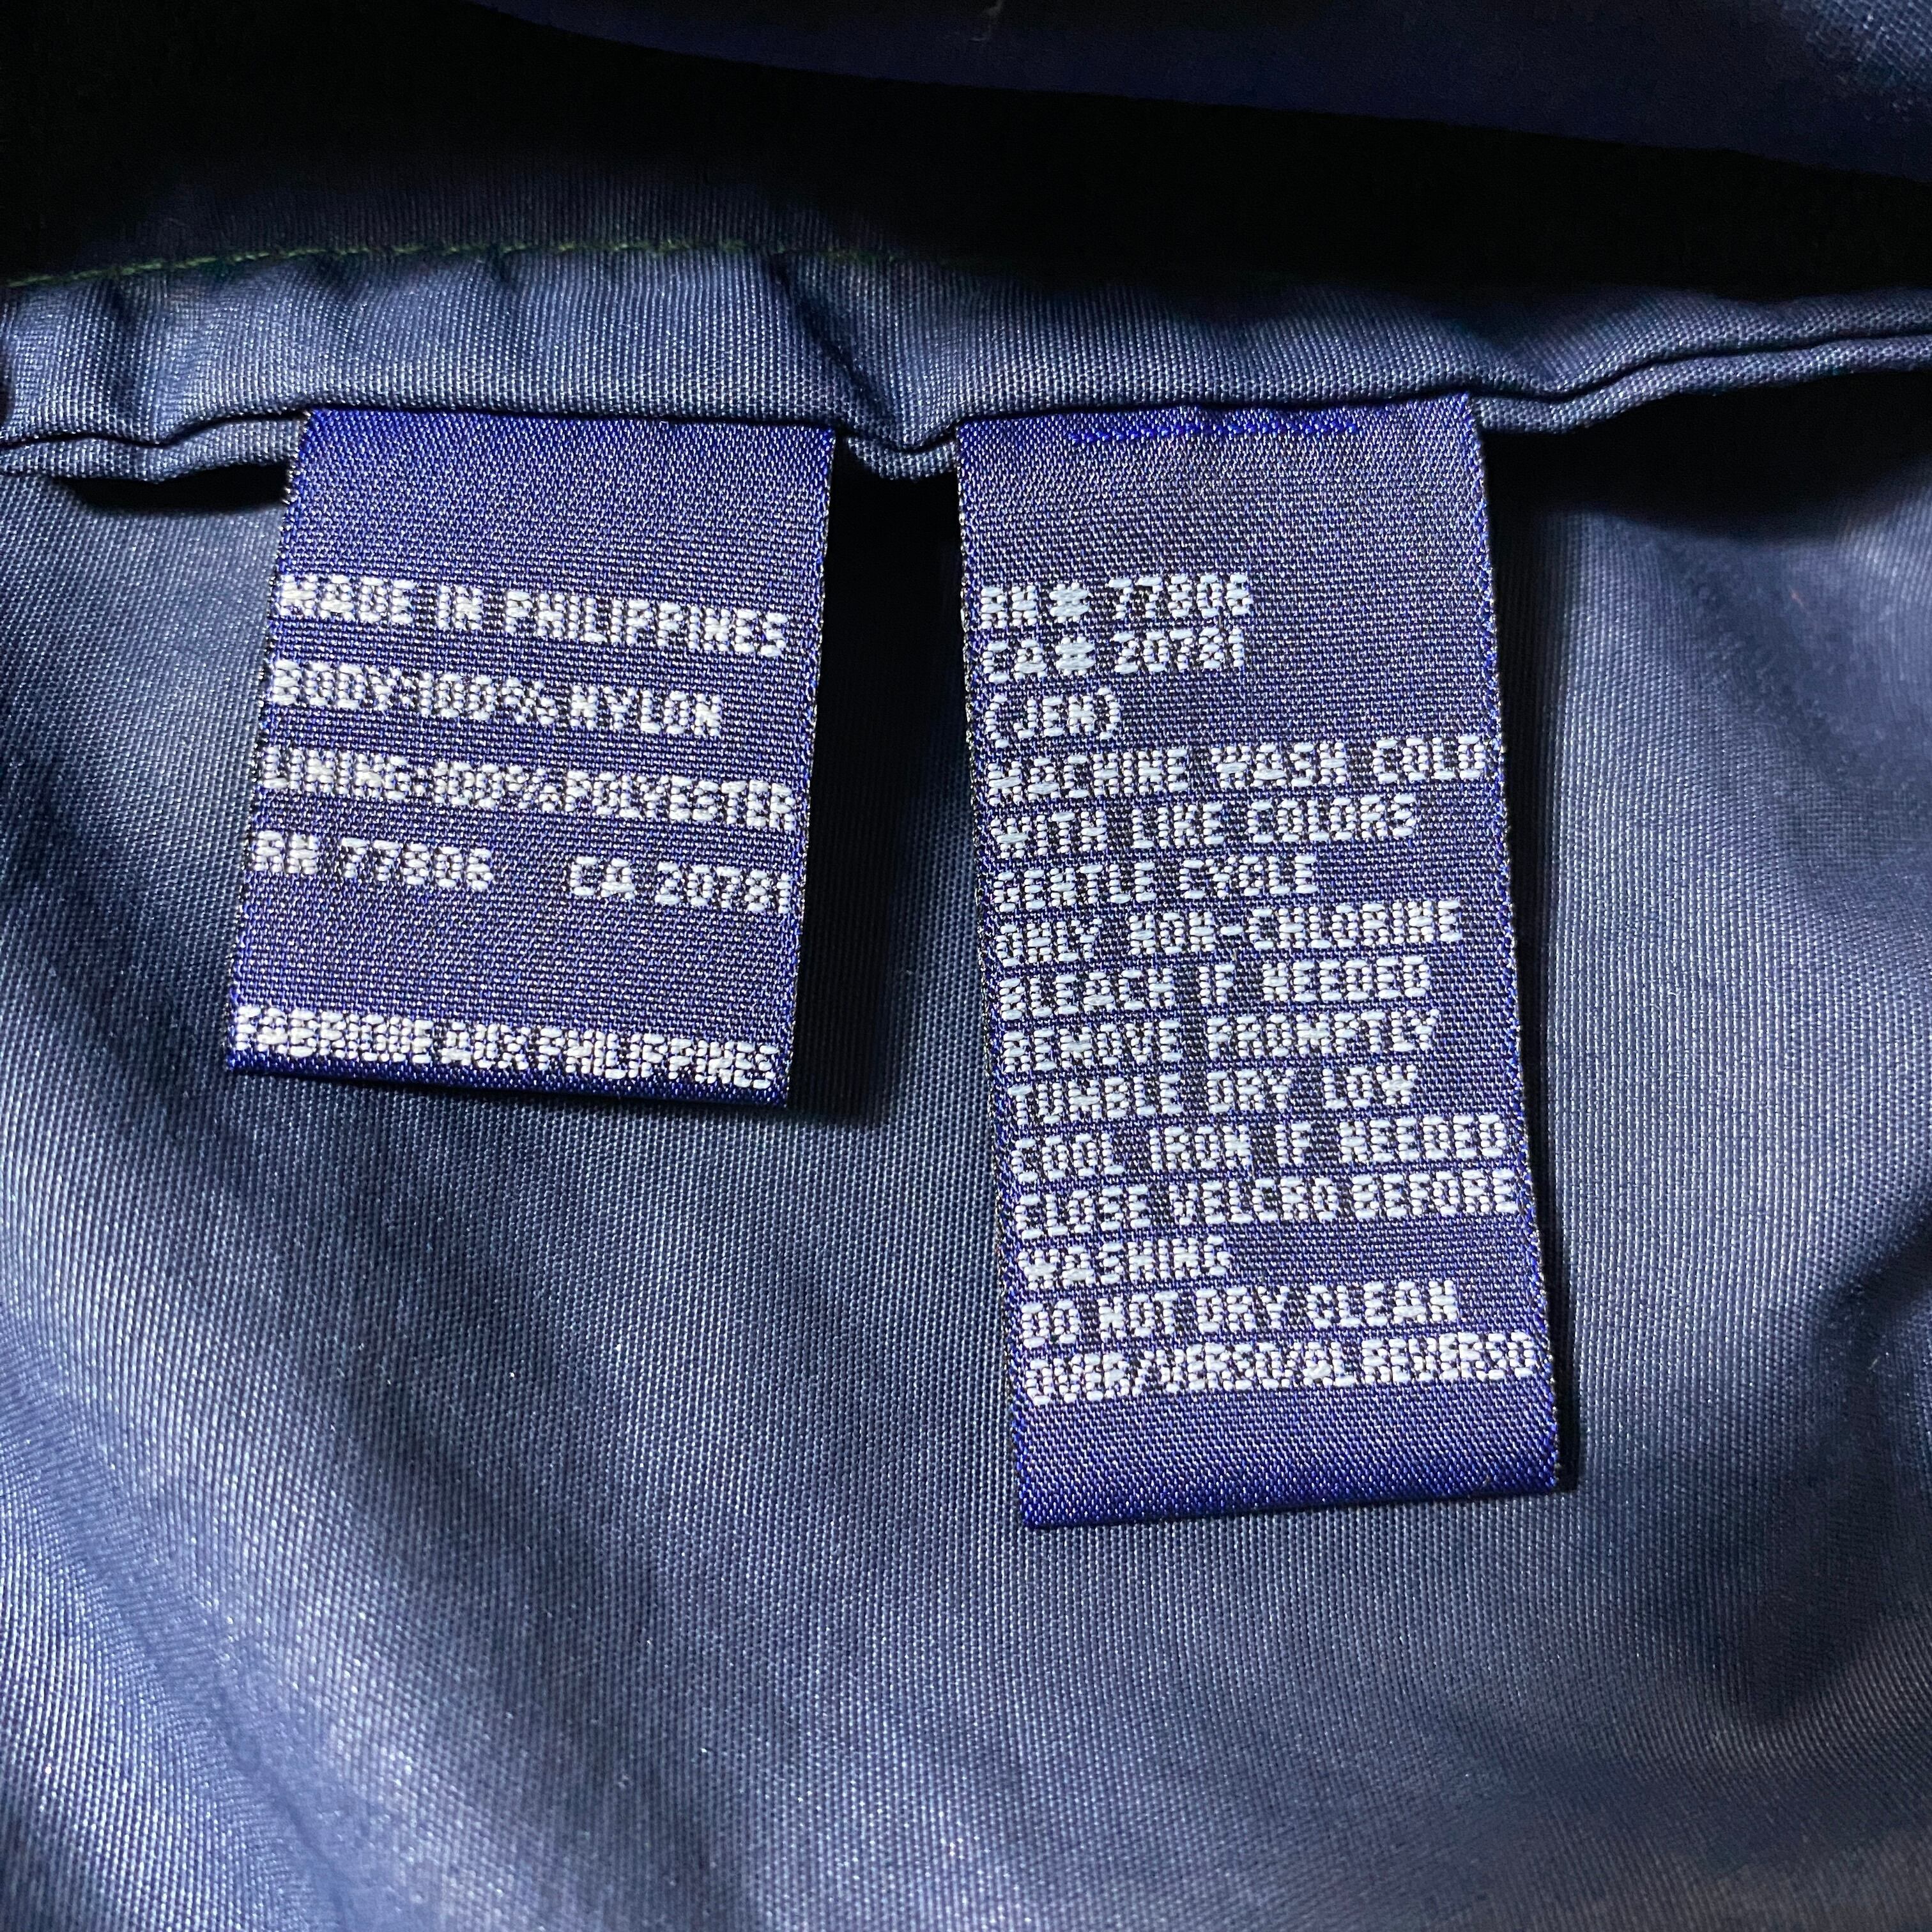 MADE IN PHILIPPINES
BODY:100% NYLON
LINING:100% POLYESTER
RN 77806 CA 20781
FABRIQUE AUX PHILIPPINES
RN# 77806
CA# 20781
(JEN)
MACHINE WASH COLD
WITH LIKE COLORS
GENTLE CYCLE
ONLY NON-CHLORINE
BLEACH IF NEEDED
REMOVE PROMPTLY
TUMBLE DRY LOW
COOL IRON IF NEEDED
CLOSE VELCRO BEFORE
WASHING
DO NOT DRY CLEAN
OVER/VERSO/AL REVERSO